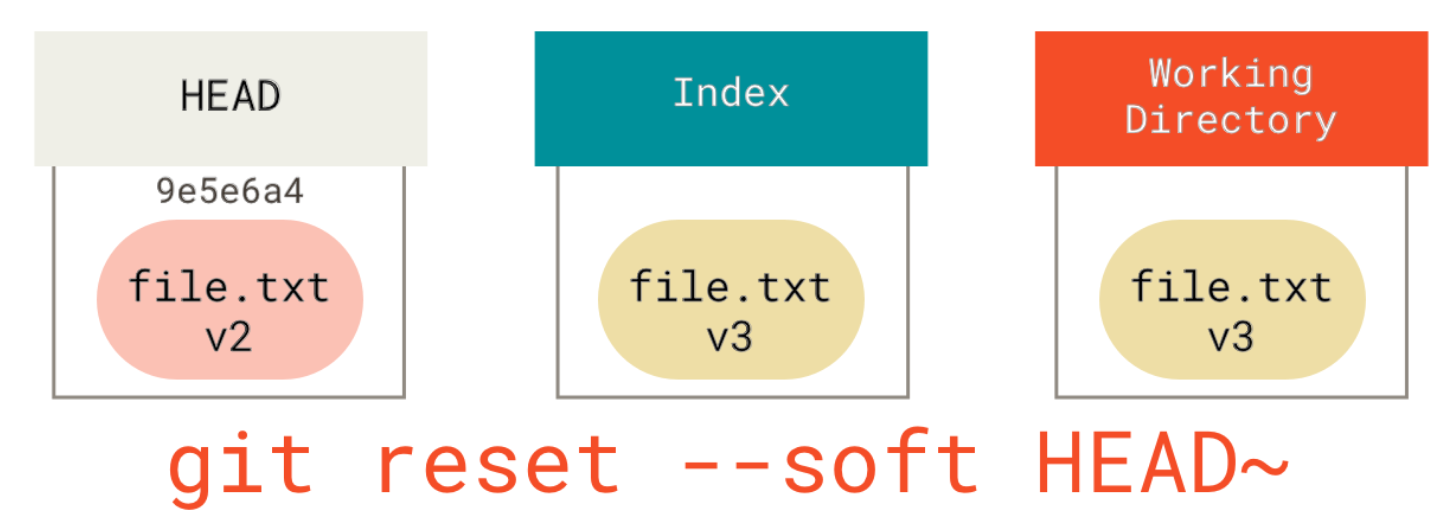 HEAD
Index
Working
Directory
9e5e6a4
file.txt
v2
file.txt
v3
file.txt
v3
git reset --soft HEAD~